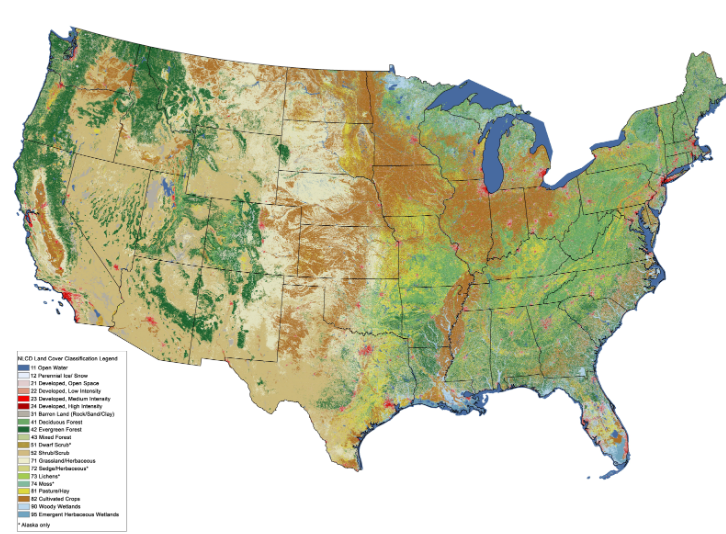 NLCD Land Cover Classification Legend
11 Open Water
12 Perennial Ice/ Snow
21 Developed, Open Space
22 Developed, Low Intensity
23 Developed, Medium Intensity
24 Developed, High Intensity
31 Barren Land (Rock/Sand/Clay)
41 Deciduous Forest
42 Evergreen Forest
43 Mixed Forest
51 Dwarf Scrub*
52 Shrub/Scrub
71 Grassland/Herbaceous
72 Sedge/Herbaceous*
73 Lichens*
74 Moss*
81 Pasture/Hay
82 Cultivated Crops
90 Woody Wetlands
95 Emergent Herbaceous Wetlands
* Alaska only